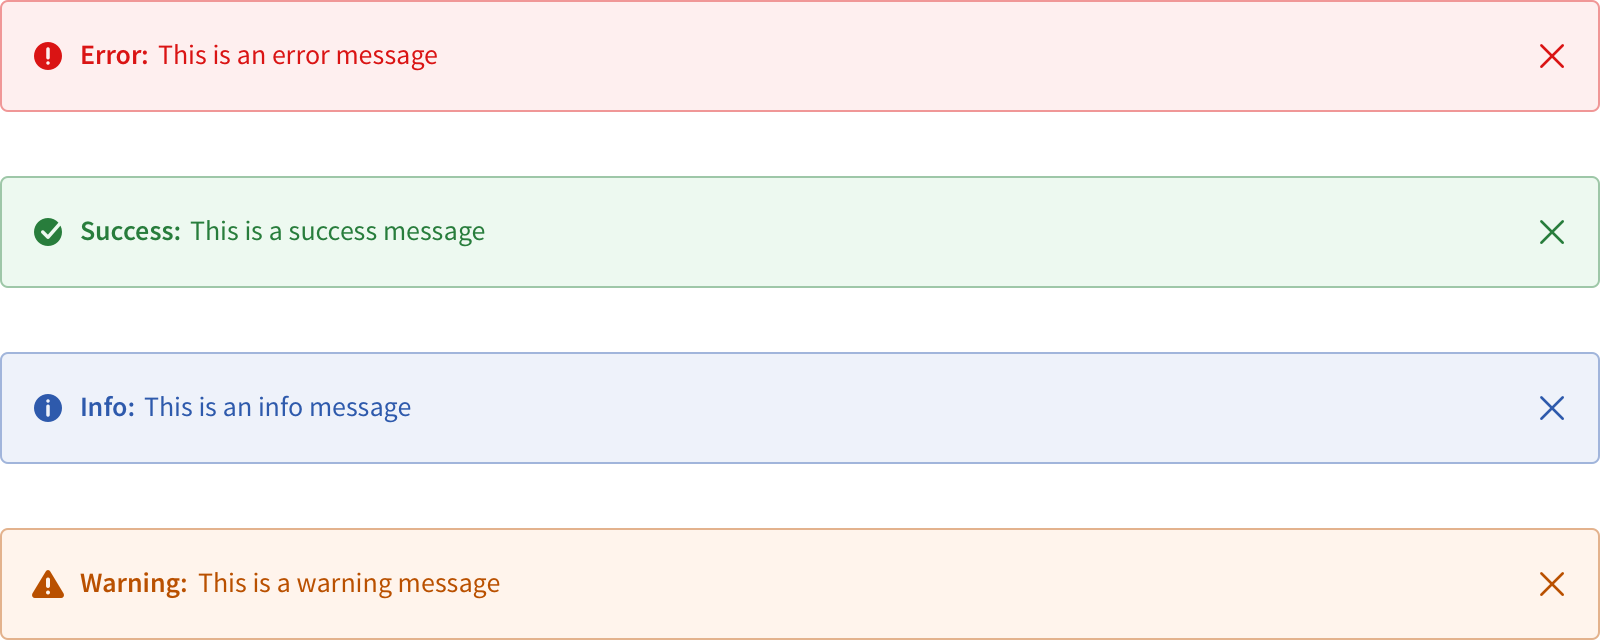 Error: This is an error message
Success: This is a success message
Info: This is an info message
Warning: This is a warning message